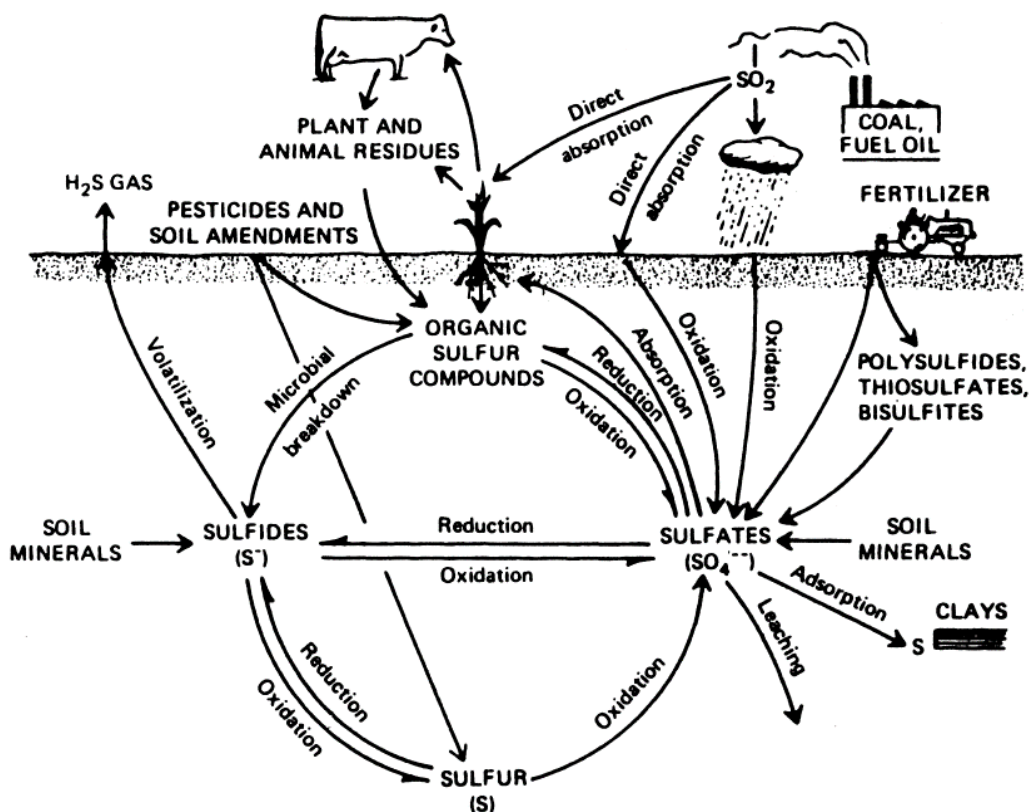 SO2
COAL,
FUEL OIL
Direct
absorption
PLANT AND
ANIMAL RESIDUES
Direct
absorption
H2S GAS
PESTICIDES AND
SOIL AMENDMENTS
FERTILIZER
ORGANIC
SULFUR
COMPOUNDS
Volatilization
Microbial
breakdown
Oxidation
Reduction
Absorption
Oxidation
Oxidation
POLYSULFIDES,
THIOSULFATES,
BISULFITES
SOIL
MINERALS
SULFIDES
(S⁻)
Reduction
Oxidation
SULFATES
(SO4⁻⁻)
SOIL
MINERALS
Adsorption
S
CLAYS
Leaching
Reduction
Oxidation
Oxidation
SULFUR
(S)